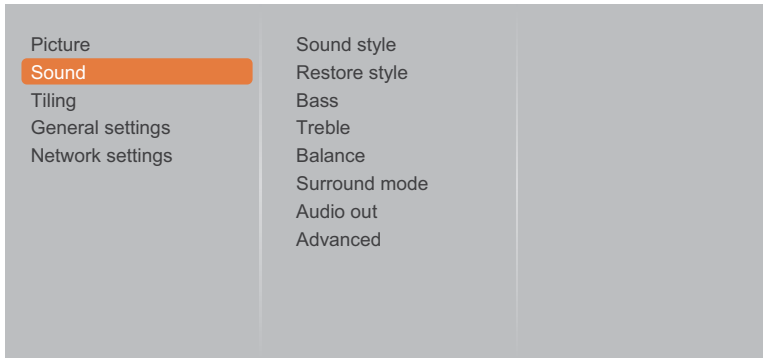 Picture
Sound
Tiling
General settings
Network settings
Sound style
Restore style
Bass
Treble
Balance
Surround mode
Audio out
Advanced